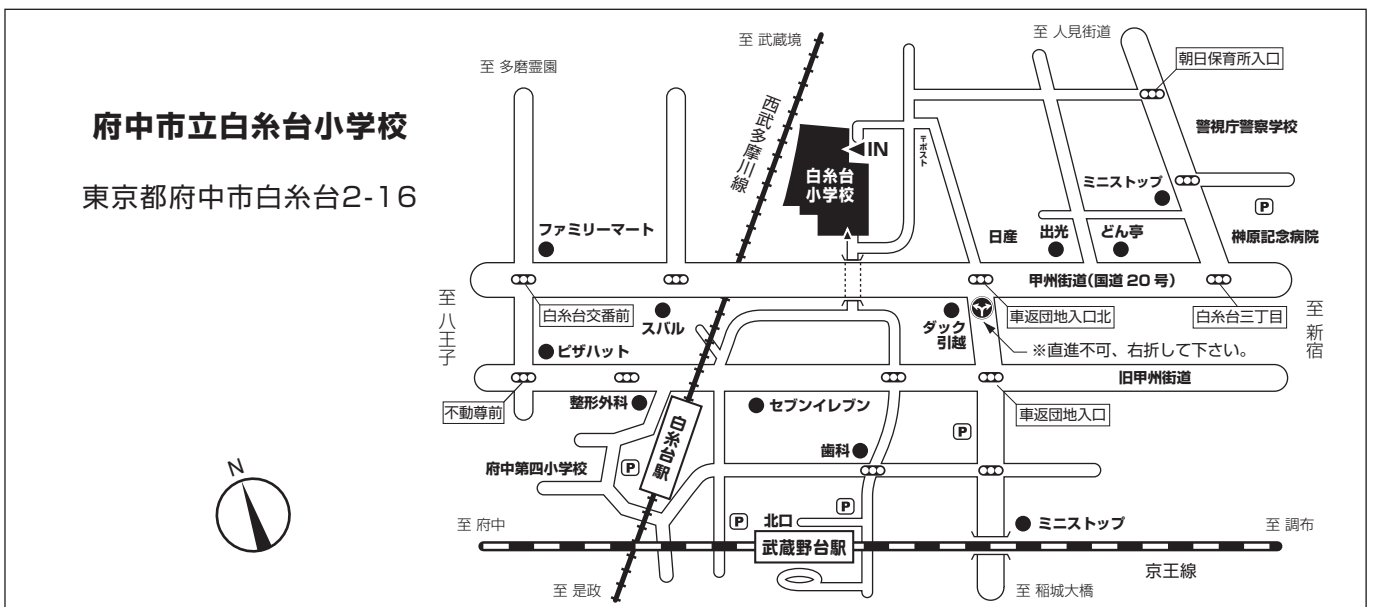 至 武蔵境
至 人見街道
至 多磨霊園
朝日保育所入口
府中市立白糸台小学校
東京都府中市白糸台2-16
西武多摩川線
IN
〒ポスト
警視庁警察学校
白糸台
小学校
ミニストップ
P
ファミリーマート
日産
出光
どん亭
榊原記念病院
甲州街道(国道20号)
至 八王子
白糸台交番前
スバル
ダック
引越
車返団地入口北
白糸台三丁目
至 新宿
ピザハット
※直進不可、右折して下さい。
旧甲州街道
不動尊前
整形外科
セブンイレブン
車返団地入口
P
白糸台駅
歯科
府中第四小学校
P
N
P
P
北口
ミニストップ
至 府中
至 調布
武蔵野台駅
京王線
至 是政
至 稲城大橋